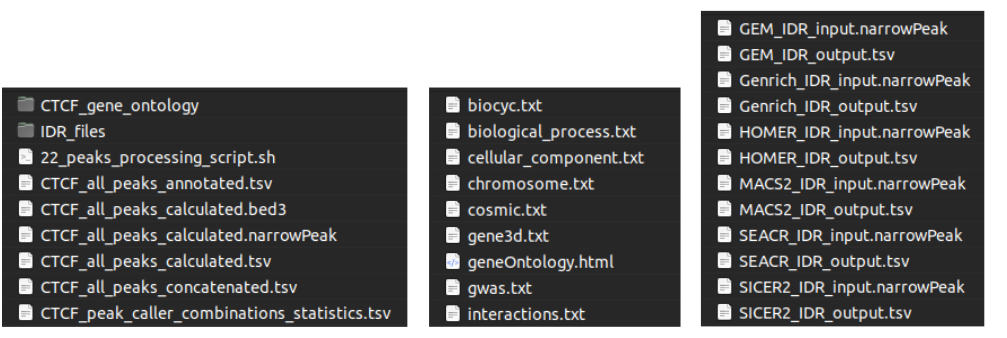 CTCF_gene_ontology
IDR_files
22_peaks_processing_script.sh
CTCF_all_peaks_annotated.tsv
CTCF_all_peaks_calculated.bed3
CTCF_all_peaks_calculated.narrowPeak
CTCF_all_peaks_calculated.tsv
CTCF_all_peaks_concatenated.tsv
CTCF_peak_caller_combinations_statistics.tsv
biocyc.txt
biological_process.txt
cellular_component.txt
chromosome.txt
cosmic.txt
gene3d.txt
geneOntology.html
gwas.txt
interactions.txt
GEM_IDR_input.narrowPeak
GEM_IDR_output.tsv
Genrich_IDR_input.narrowPeak
Genrich_IDR_output.tsv
HOMER_IDR_input.narrowPeak
HOMER_IDR_output.tsv
MACS2_IDR_input.narrowPeak
MACS2_IDR_output.tsv
SEACR_IDR_input.narrowPeak
SEACR_IDR_output.tsv
SICER2_IDR_input.narrowPeak
SICER2_IDR_output.tsv